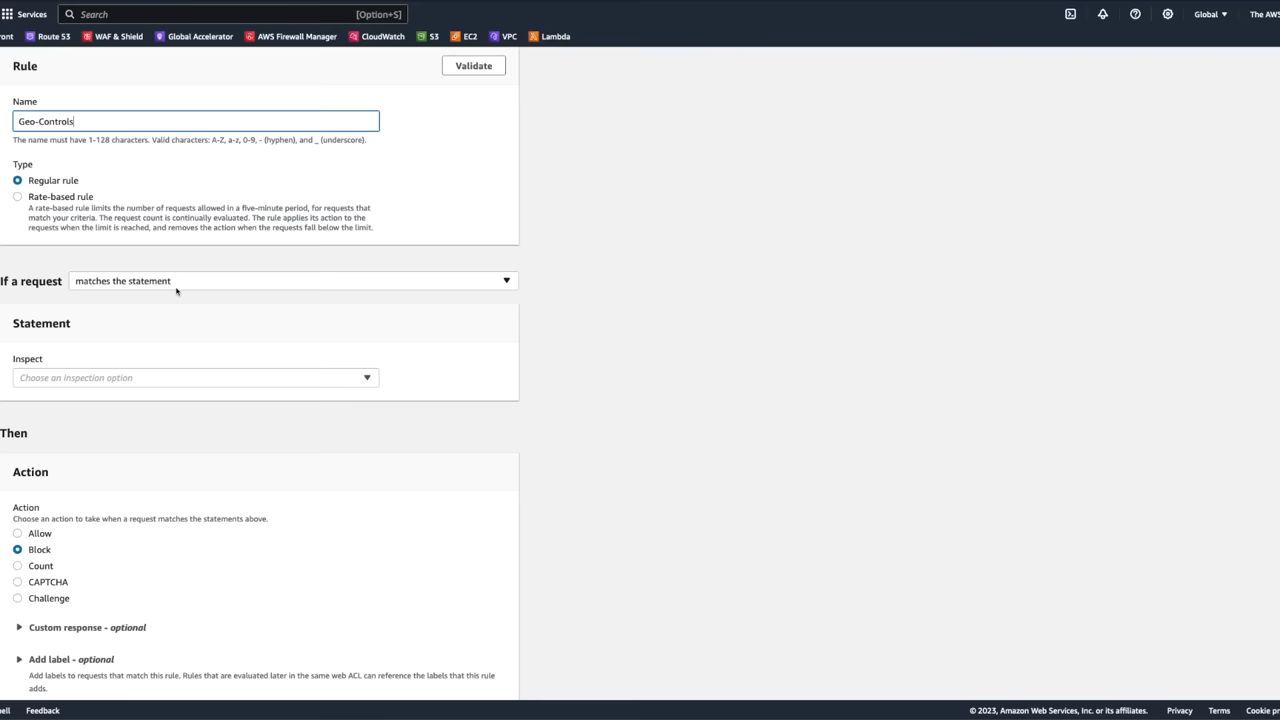 Services Search [Option+S] Global ▼ The AWS
ront Route 53 WAF & Shield Global Accelerator AWS Firewall Manager CloudWatch S3 EC2 VPC Lambda
Rule Validate
Name
Geo-Controls
The name must have 1-128 characters. Valid characters: A-Z, a-z, 0-9, - (hyphen), and _ (underscore).
Type
Regular rule
Rate-based rule
A rate-based rule limits the number of requests allowed in a five-minute period, for requests that
match your criteria. The request count is continually evaluated. The rule applies its action to the
requests when the limit is reached, and removes the action when the requests fall below the limit.
If a request matches the statement
Statement
Inspect
Choose an inspection option
Then
Action
Action
Choose an action to take when a request matches the statements above.
Allow
Block
Count
CAPTCHA
Challenge
Custom response - optional
Add label - optional
Add labels to requests that match this rule. Rules that are evaluated later in the same web ACL can reference the labels that this rule
adds.
ell Feedback © 2023, Amazon Web Services, Inc. or its affiliates. Privacy Terms Cookie pr